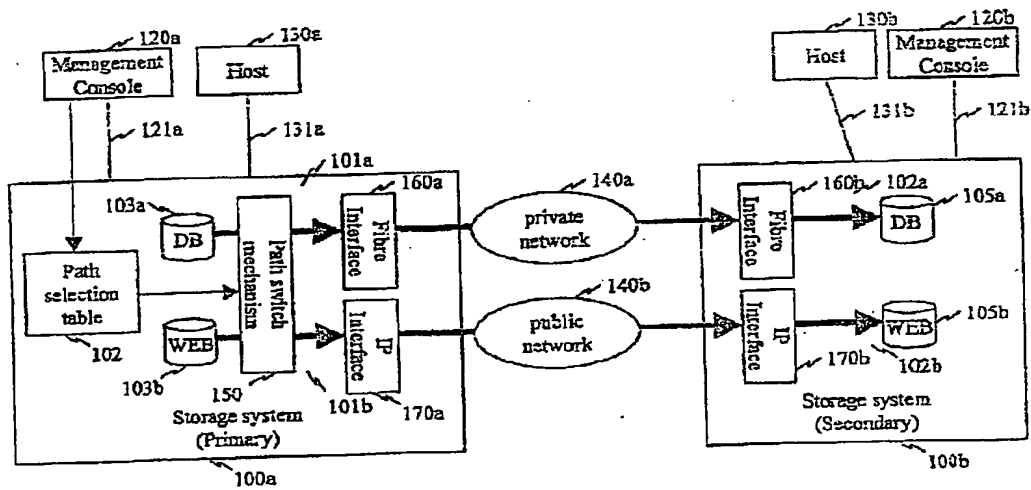 120a
130a
130b
120b
Management
Console
Host
Host
Management
Console
121a
131a
131b
121b
101a
103a
160a
140a
160b
102a
105a
DB
Fibro
Interface
private
network
Fibro
Interface
DB
Path
selection
table
Path switch
mechanism
140b
WEB
IP
Interface
public
network
IP
Interface
WEB
105b
102
103b
150
101b
170a
170b
102b
Storage system
(Primary)
Storage system
(Secondary)
100a
100b